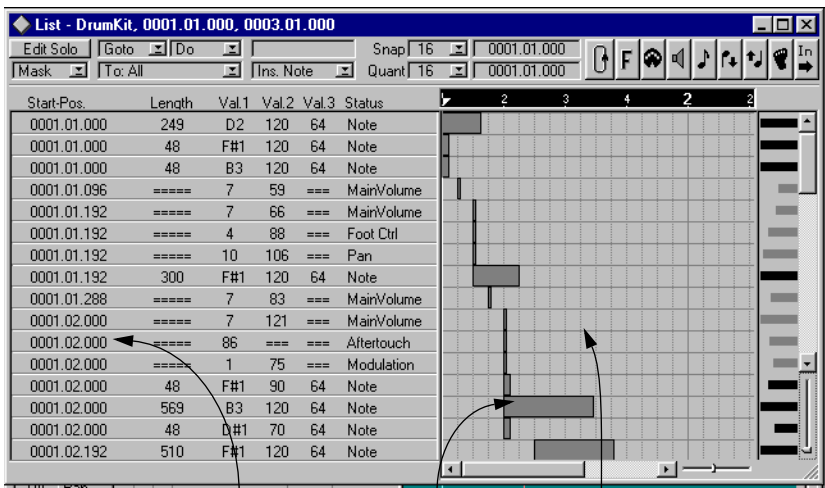 List - DrumKit, 0001.01.000, 0003.01.000
Edit Solo Goto Do Snap 16 0001.01.000 F In
Mask To: All Ins. Note Quant 16 0001.01.000
Start-Pos. Length Val.1 Val.2 Val.3 Status 2 3 4 2 2
0001.01.000 249 D2 120 64 Note
0001.01.000 48 F#1 120 64 Note
0001.01.000 48 B3 120 64 Note
0001.01.096 ===== 7 59 === MainVolume
0001.01.192 ===== 7 66 === MainVolume
0001.01.192 ===== 4 88 === Foot Ctrl
0001.01.192 ===== 10 106 === Pan
0001.01.192 300 F#1 120 64 Note
0001.01.288 ===== 7 83 === MainVolume
0001.02.000 ===== 7 121 === MainVolume
0001.02.000 ===== 86 === === Aftertouch
0001.02.000 ===== 1 75 === Modulation
0001.02.000 48 F#1 90 64 Note
0001.02.000 569 B3 120 64 Note
0001.02.000 48 D#1 70 64 Note
0001.02.192 510 F#1 120 64 Note